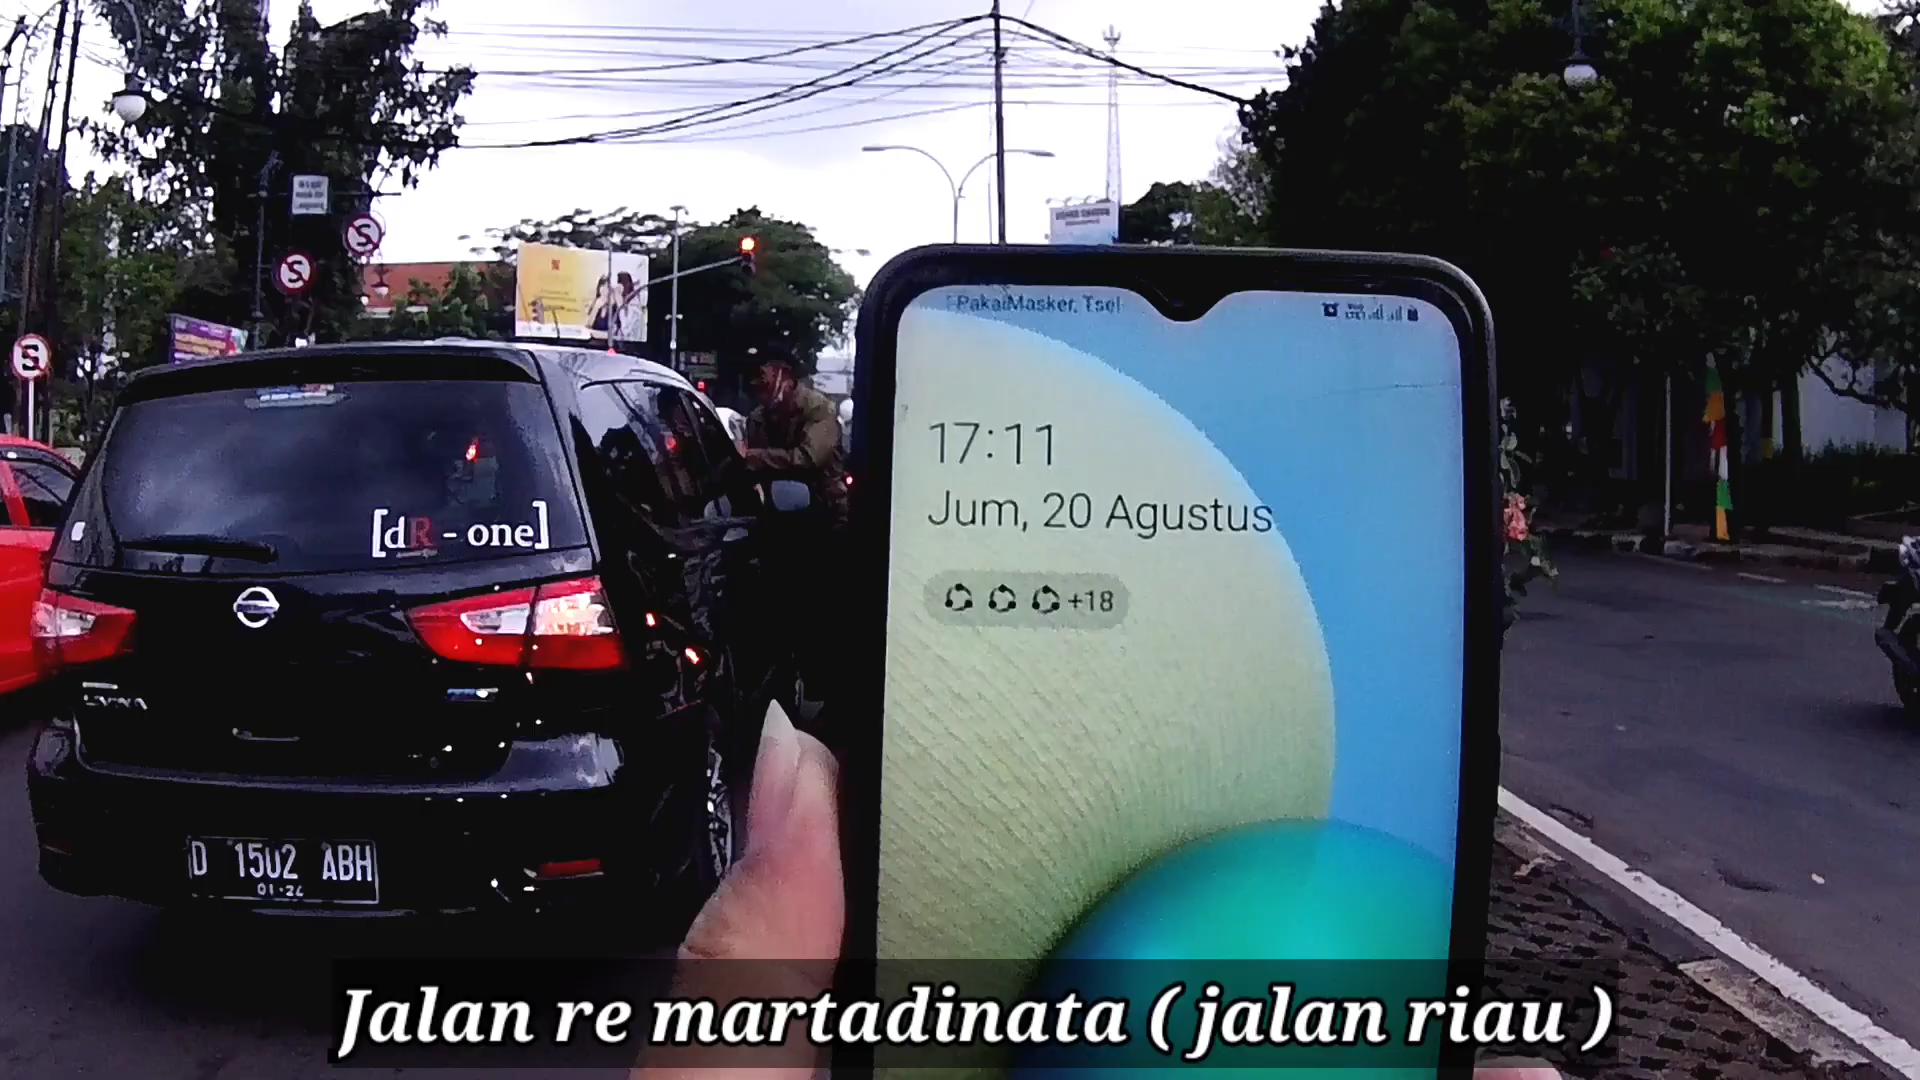 PakaiMasker, Tsel
17:11
Jum, 20 Agustus
+18
[dR - one]
D 1502 ABH
01·24
Jalan re martadinata ( jalan riau )